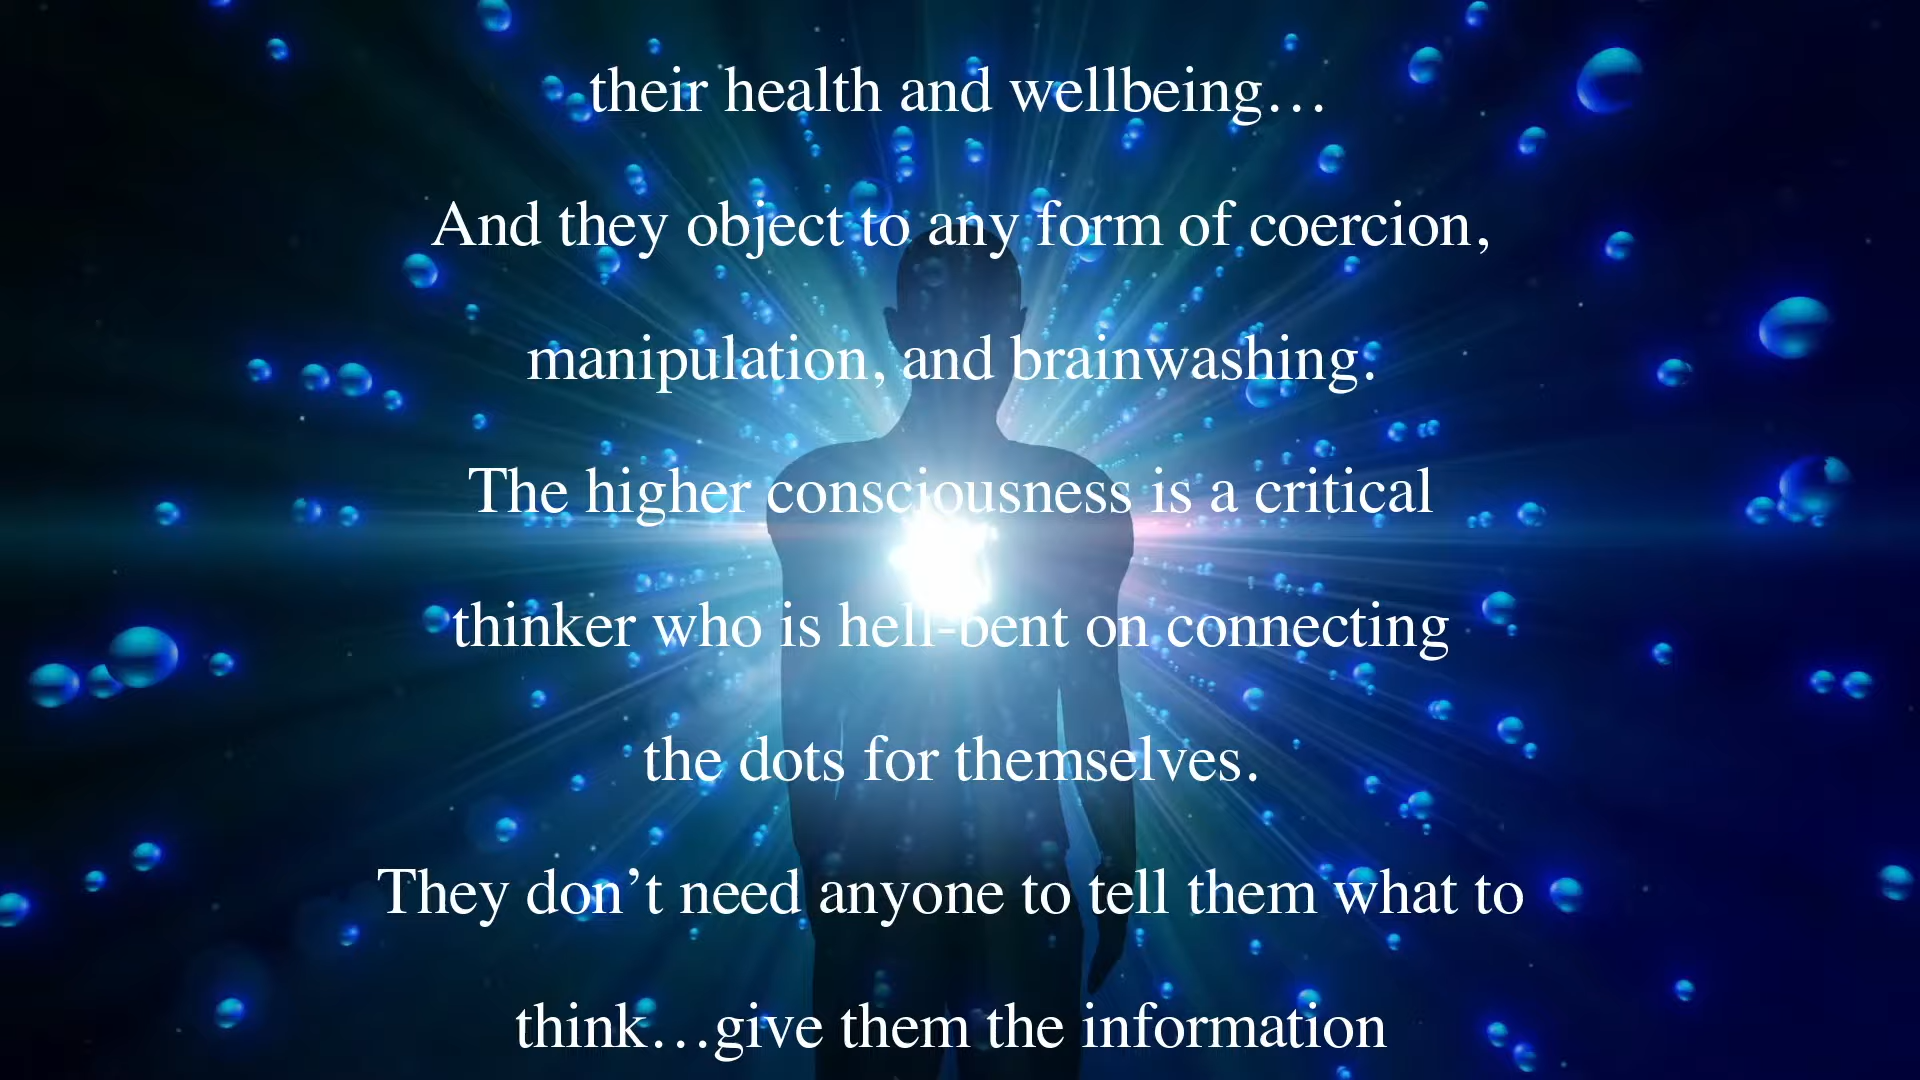 their health and wellbeing…
And they object to any form of coercion,
manipulation, and brainwashing.
The higher consciousness is a critical
thinker who is hell-bent on connecting
the dots for themselves.
They don’t need anyone to tell them what to
think…give them the information